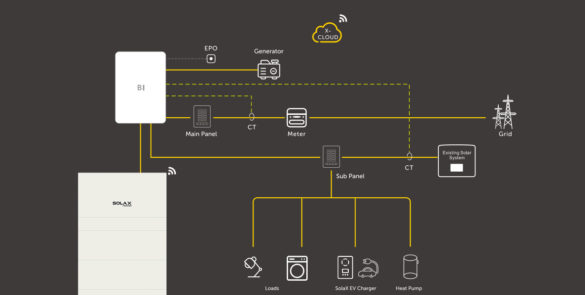 X-
CLOUD
EPO
Generator
BI
Main Panel
CT
Meter
Grid
Existing Solar
System
Sub Panel
CT
SOLAX
Loads
SolaX EV Charger
Heat Pump